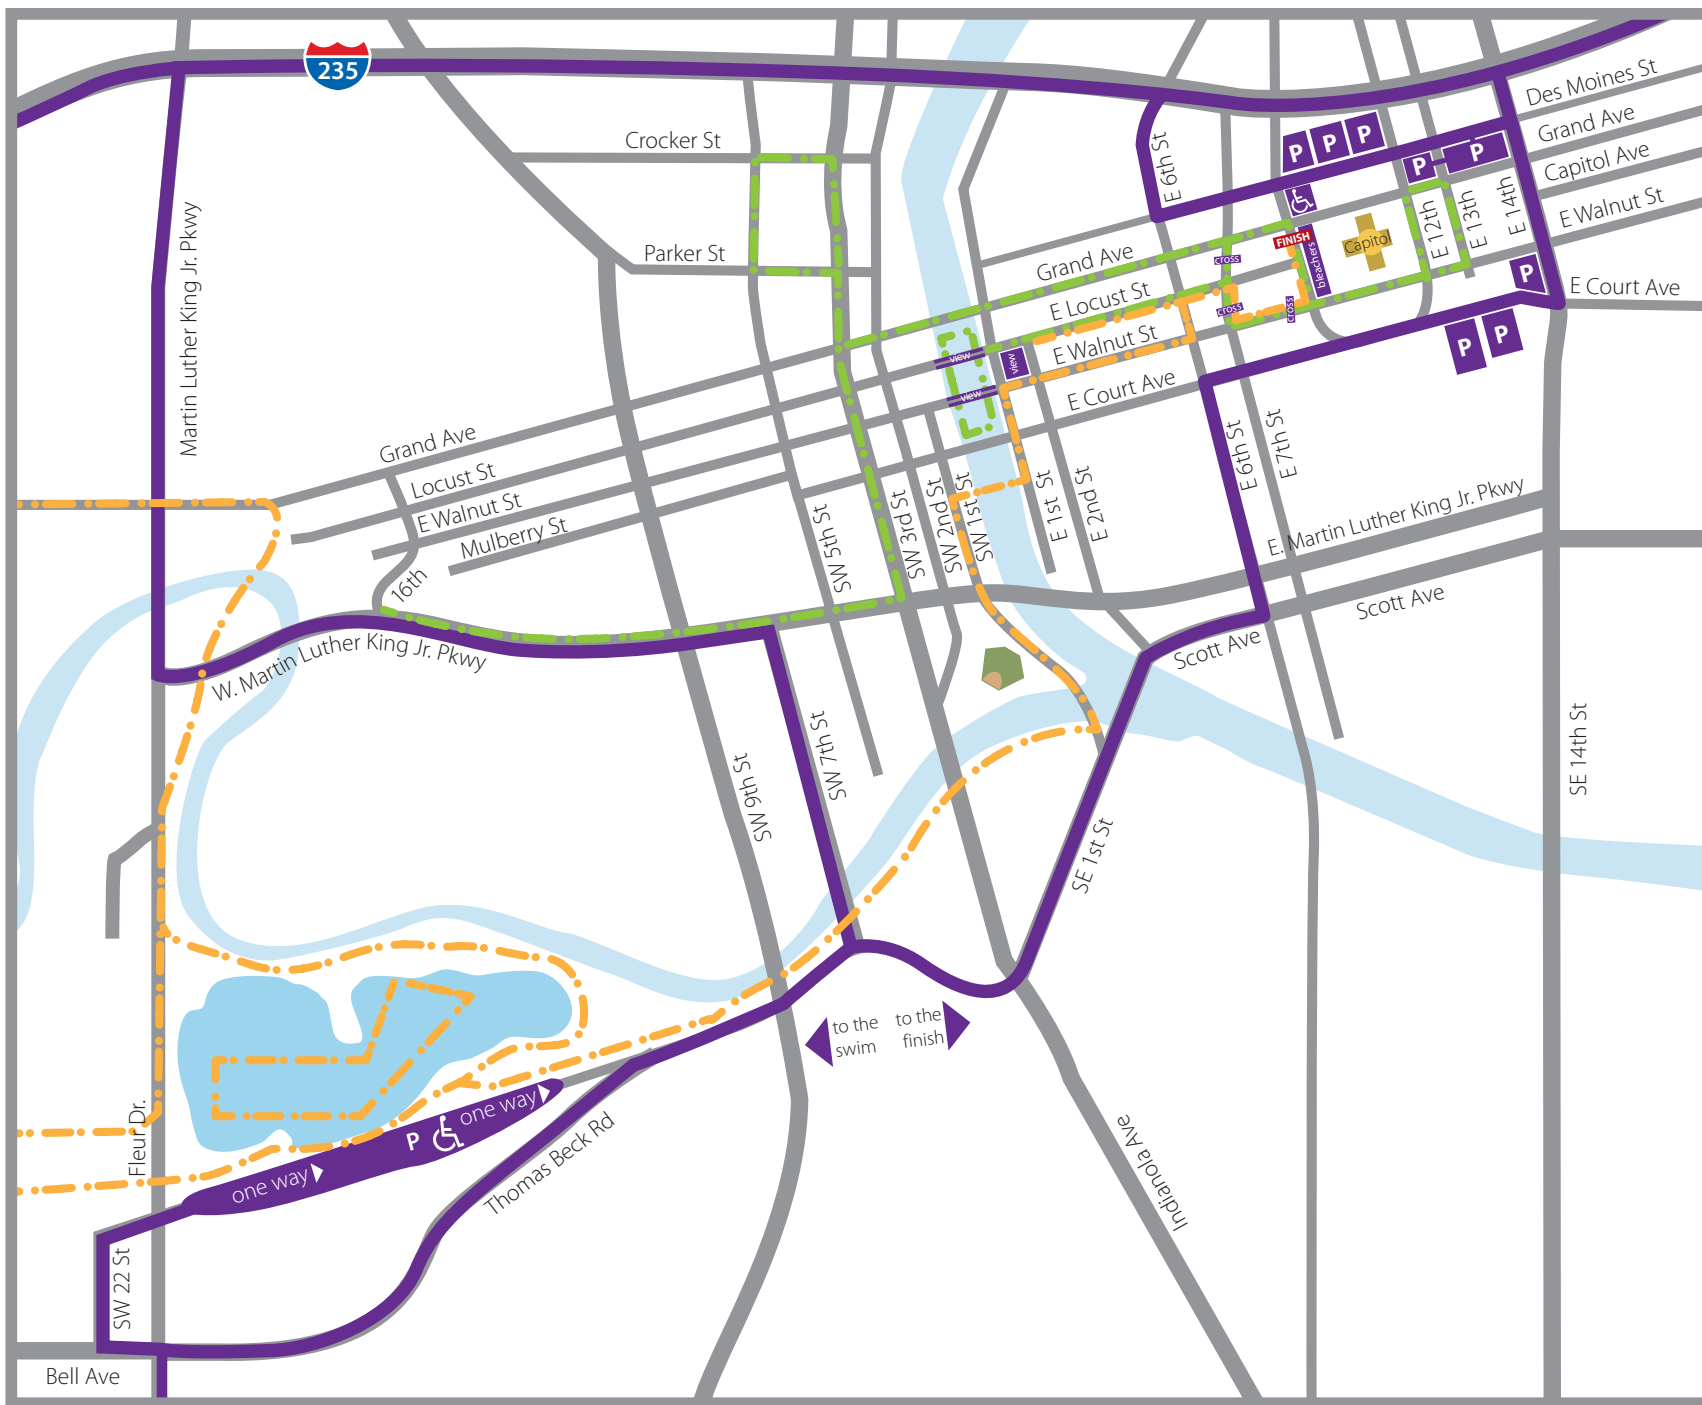 235
Des Moines St
Grand Ave
Capitol Ave
E Walnut St
Crocker St
E 6th St
P
P
P
P
P
E 12th
E 13th
E 14th
FINISH
bleachers
Capitol
cross
cross
cross
Parker St
Grand Ave
E Locust St
P
E Court Ave
Martin Luther King Jr. Pkwy
view
view
view
E Walnut St
E Court Ave
P
P
Grand Ave
Locust St
E Walnut St
Mulberry St
16th
SW 5th St
SW 3rd St
SW 2nd St
SW 1st St
E 1st St
E 2nd St
E 6th St
E 7th St
E. Martin Luther King Jr. Pkwy
Scott Ave
Scott Ave
W. Martin Luther King Jr. Pkwy
SW 9th St
SW 7th St
SE 14th St
SE 1st St
to the
swim
to the
finish
Fleur Dr.
one way
P
one way
Thomas Beck Rd
Indianola Ave
SW 22 St
Bell Ave